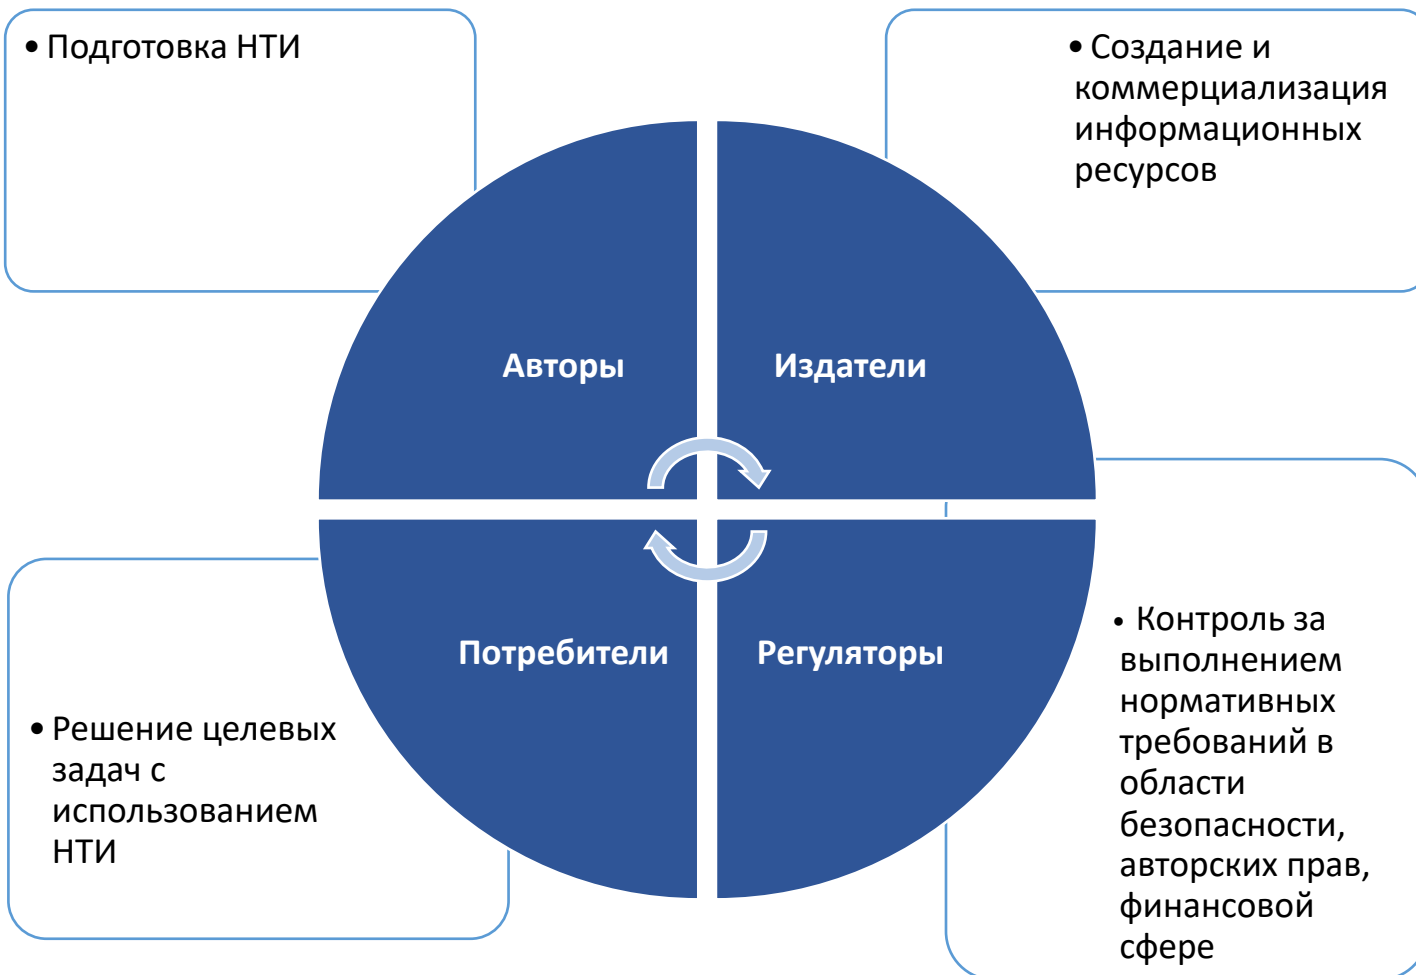 • Подготовка НТИ
• Создание и
коммерциализация
информационных
ресурсов
Авторы
Издатели
Потребители
Регуляторы
• Решение целевых
задач с
использованием
НТИ
• Контроль за
выполнением
нормативных
требований в
области
безопасности,
авторских прав,
финансовой
сфере